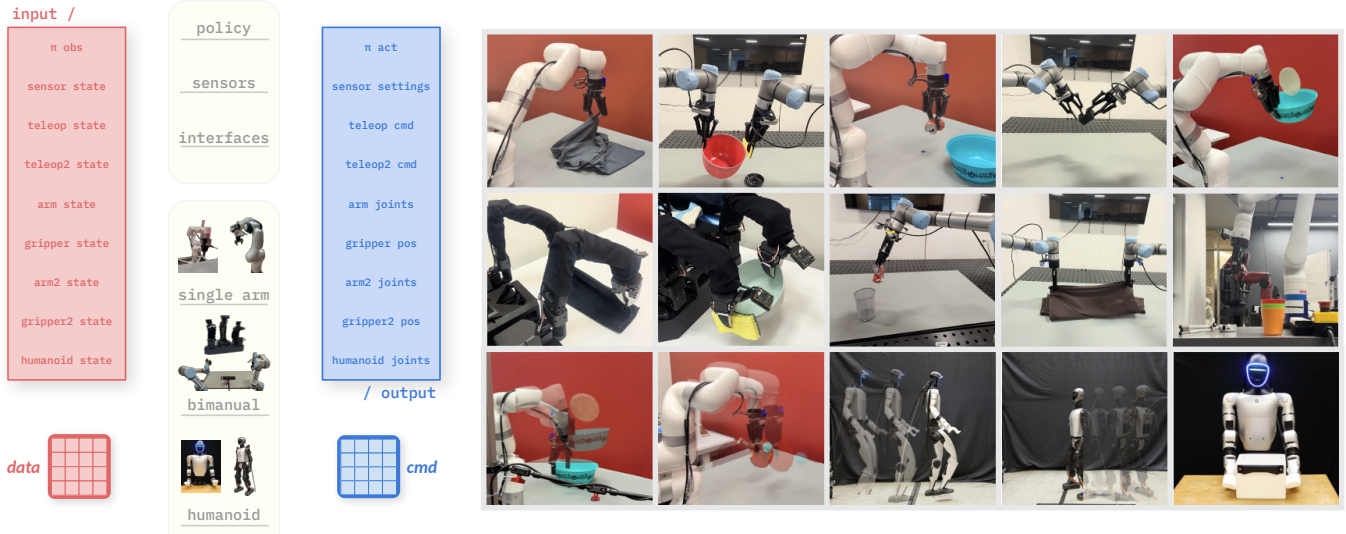 input /
π obs
sensor state
teleop state
teleop2 state
arm state
gripper state
arm2 state
gripper2 state
humanoid state
data
policy
sensors
interfaces
single arm
bimanual
humanoid
π act
sensor settings
teleop cmd
teleop2 cmd
arm joints
gripper pos
arm2 joints
gripper2 pos
humanoid joints
/ output
cmd